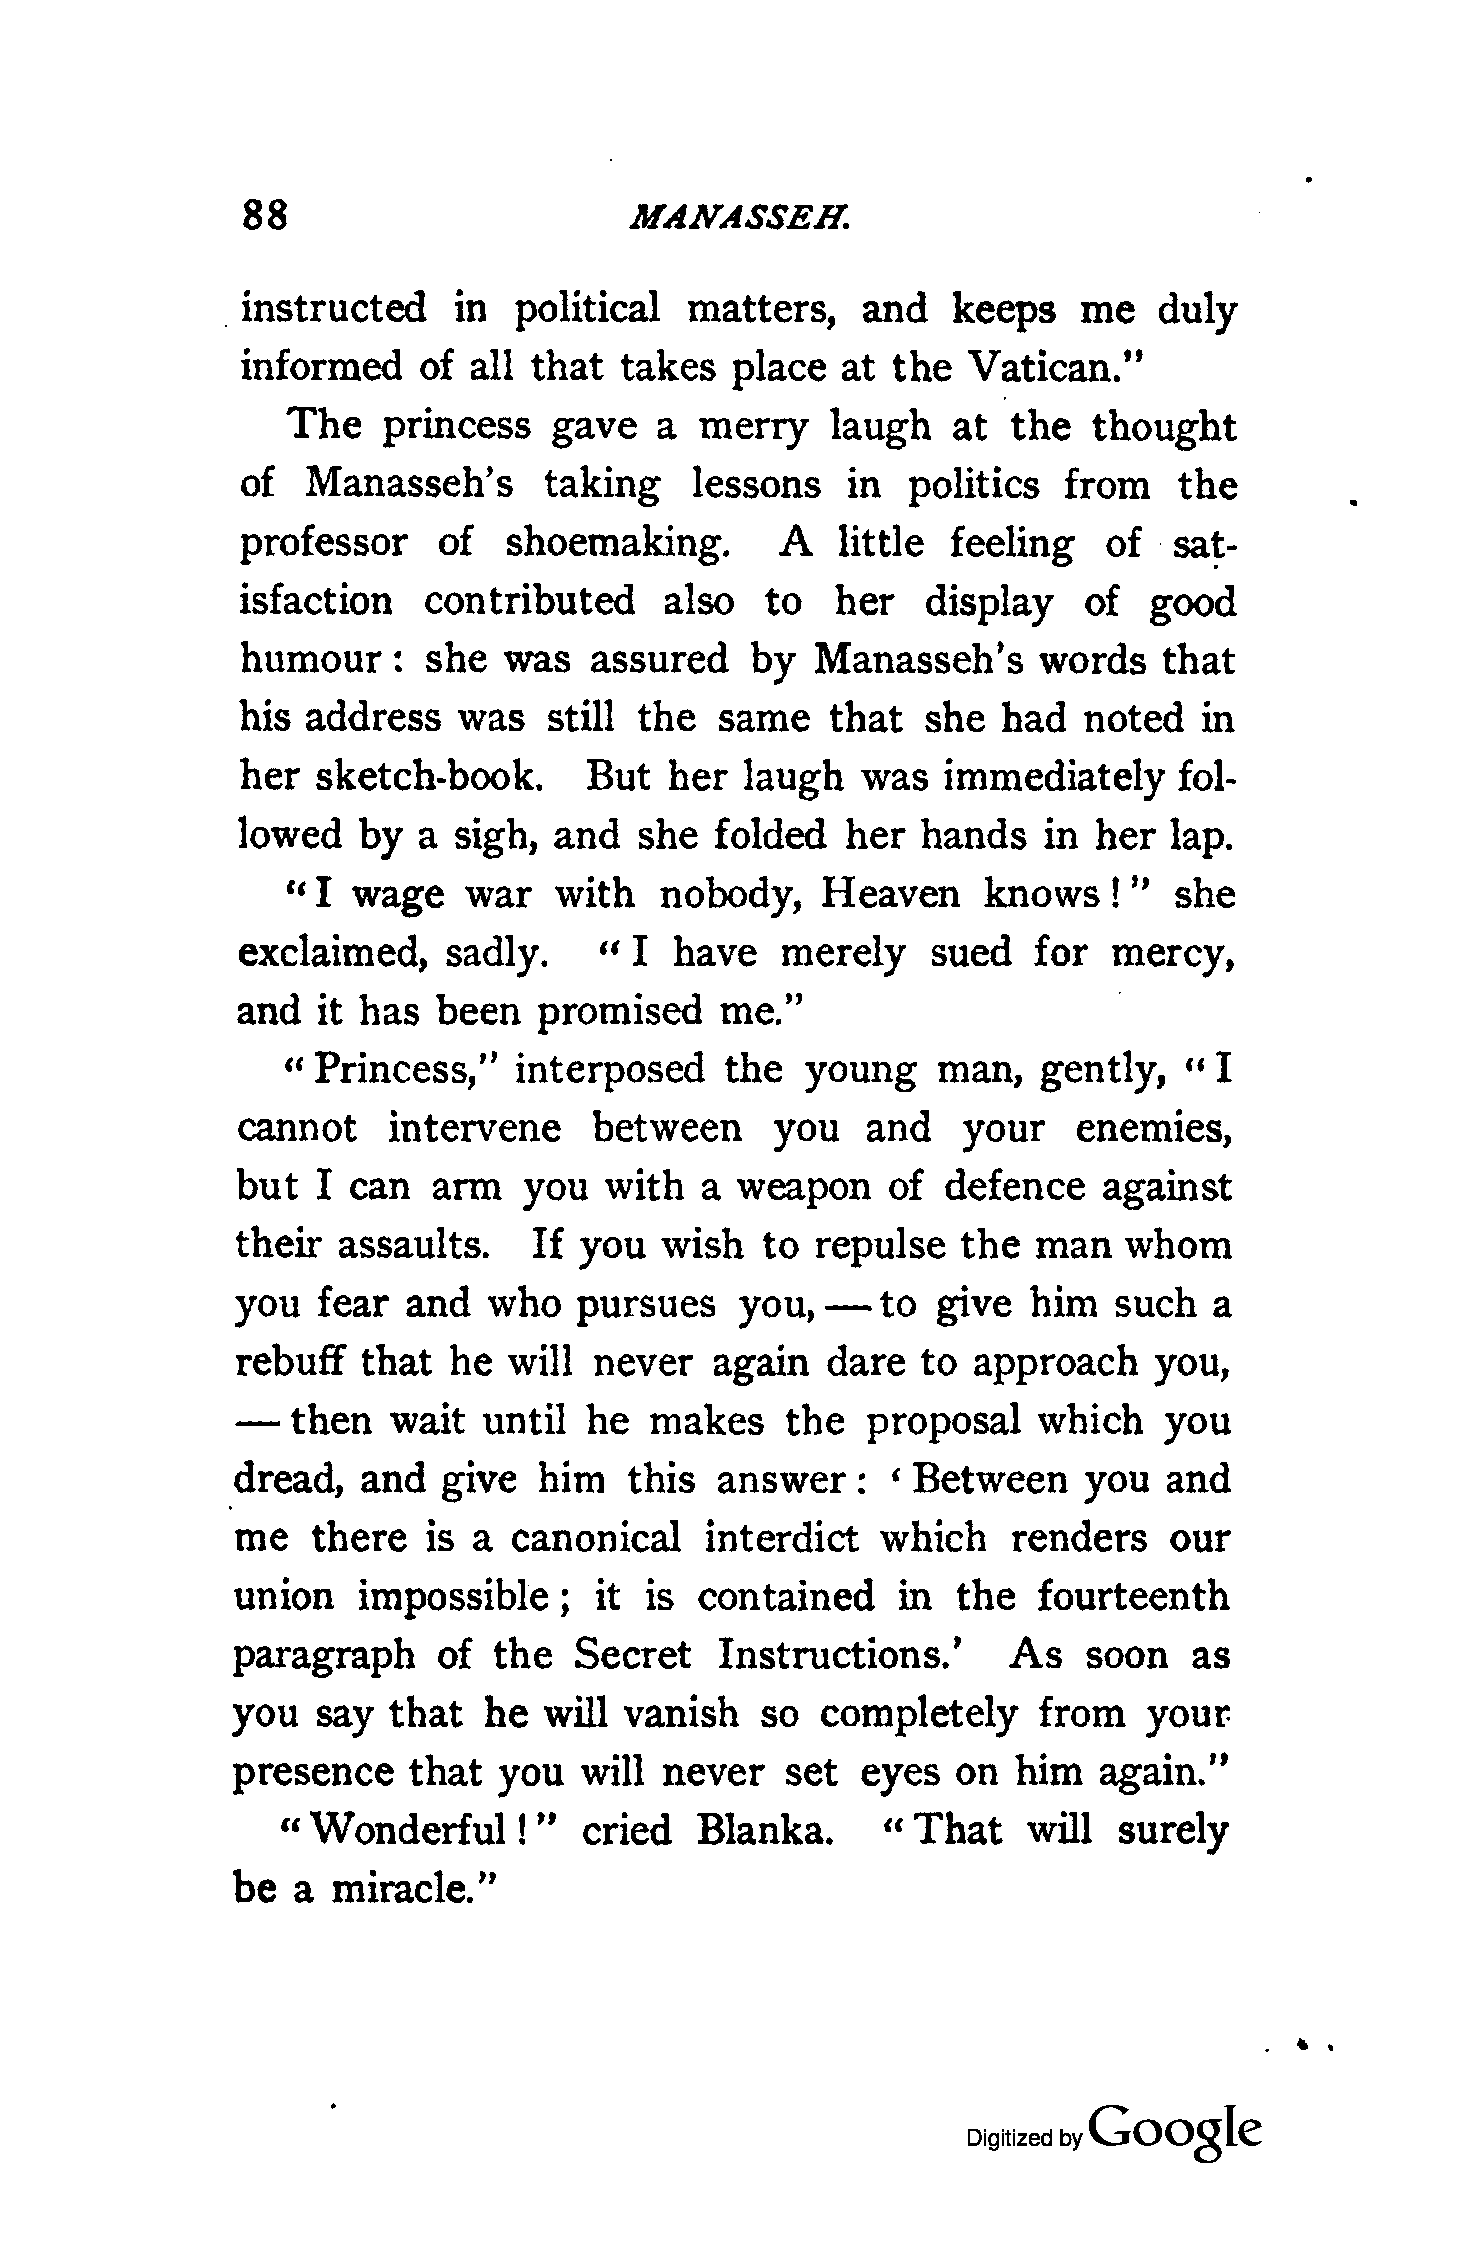 88 MANASSEH.
instructed in political matters, and keeps me duly
informed of all that takes place at the Vatican."
The princess gave a merry laugh at the thought
of Manasseh's taking lessons in politics from the
professor of shoemaking. A little feeling of sat-
isfaction contributed also to her display of good
humour : she was assured by Manasseh's words that
his address was still the same that she had noted in
her sketch-book. But her laugh was immediately fol-
lowed by a sigh, and she folded her hands in her lap.
"I wage war with nobody, Heaven knows !" she
exclaimed, sadly. "I have merely sued for mercy,
and it has been promised me."
"Princess," interposed the young man, gently, "I
cannot intervene between you and your enemies,
but I can arm you with a weapon of defence against
their assaults. If you wish to repulse the man whom
you fear and who pursues you, — to give him such a
rebuff that he will never again dare to approach you,
— then wait until he makes the proposal which you
dread, and give him this answer : 'Between you and
me there is a canonical interdict which renders our
union impossible ; it is contained in the fourteenth
paragraph of the Secret Instructions.' As soon as
you say that he will vanish so completely from your
presence that you will never set eyes on him again."
"Wonderful !" cried Blanka. "That will surely
be a miracle."
Digitized by Google